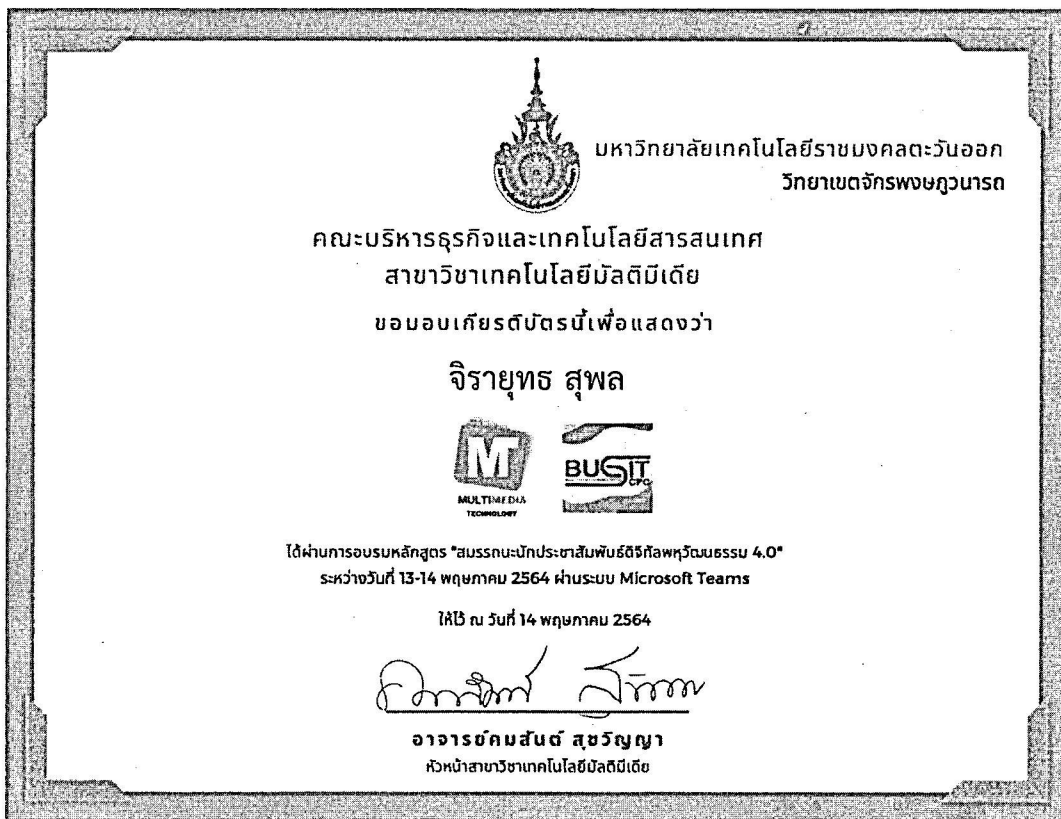 มหาวิทยาลัยเทคโนโลยีราชมงคลตะวันออก
วิทยาเขตจักรพงษภูวนารถ
คณะบริหารธุรกิจและเทคโนโลยีสารสนเทศ
สาขาวิชาเทคโนโลยีมัลติมีเดีย
ขอมอบเกียรติบัตรนี้เพื่อแสดงว่า
จิรายุทธ สุพล
MT
MULTIMEDIA
TECHNOLOGY
BUSIT
CPC
ได้ผ่านการอบรมหลักสูตร "สมรรถนะนักประชาสัมพันธ์ดิจิทัลพหุวัฒนธรรม 4.0"
ระหว่างวันที่ 13-14 พฤษภาคม 2564 ผ่านระบบ Microsoft Teams
ให้ไว้ ณ วันที่ 14 พฤษภาคม 2564
อาจารย์คมสันต์ สุขวัญญา
หัวหน้าสาขาวิชาเทคโนโลยีมัลติมีเดีย